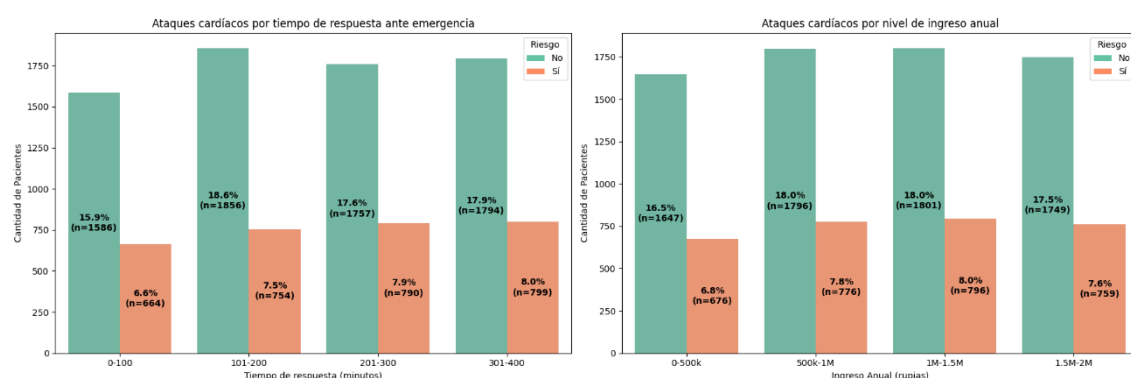 Ataques cardíacos por tiempo de respuesta ante emergencia
Riesgo
No
Sí
Cantidad de Pacientes
1750
1500
1250
1000
750
500
250
0
15.9%
(n=1586)
6.6%
(n=664)
18.6%
(n=1856)
7.5%
(n=754)
17.6%
(n=1757)
7.9%
(n=790)
17.9%
(n=1794)
8.0%
(n=799)
0-100
101-200
201-300
301-400
Tiempo de respuesta (minutos)
Ataques cardíacos por nivel de ingreso anual
Riesgo
No
Sí
Cantidad de Pacientes
1750
1500
1250
1000
750
500
250
0
16.5%
(n=1647)
6.8%
(n=676)
18.0%
(n=1796)
7.8%
(n=776)
18.0%
(n=1801)
8.0%
(n=796)
17.5%
(n=1749)
7.6%
(n=759)
0-500k
500k-1M
1M-1.5M
1.5M-2M
Ingreso Anual (rupias)